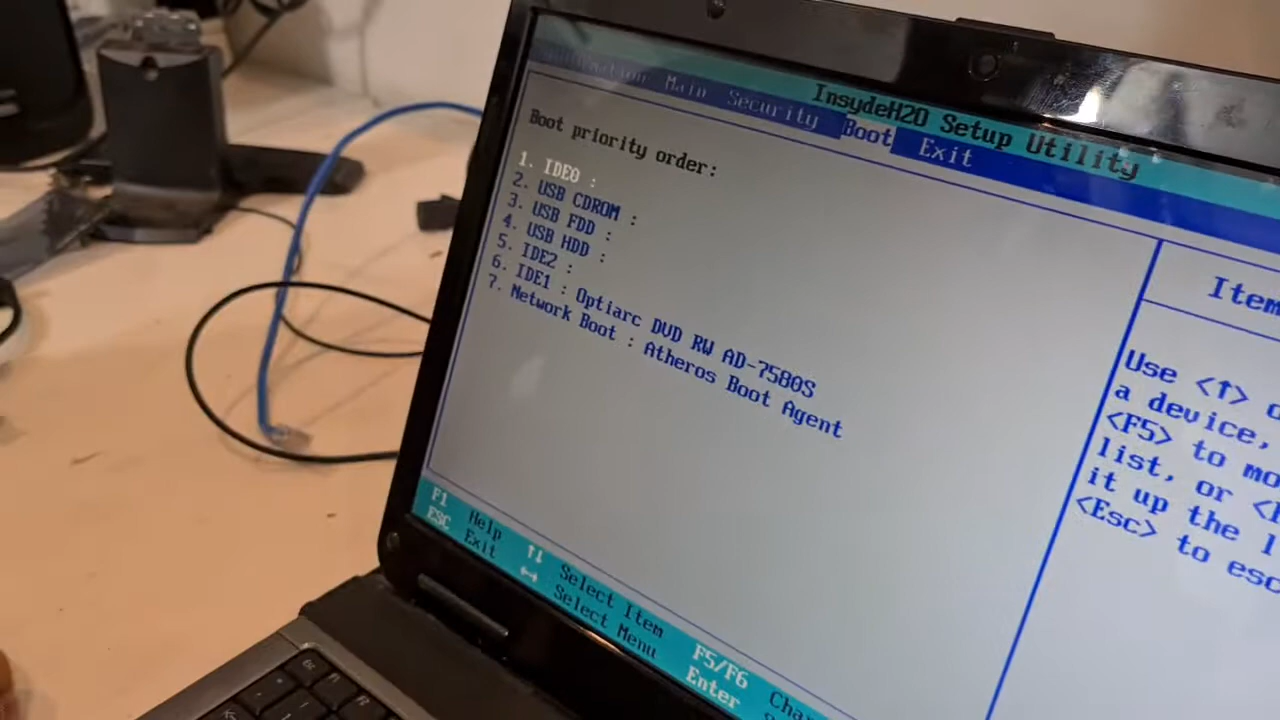 InsydeH20 Setup Utility
Main Security Boot Exit
Boot priority order:
1. IDE0 :
2. USB CDROM :
3. USB FDD :
4. USB HDD :
5. IDE2 :
6. IDE1 : Optiarc DVD RW AD-7580S
7. Network Boot : Atheros Boot Agent
Item
Use <↑> o
a device,
<F5> to mo
list, or <
it up the l
<Esc> to esc
F1 Help ↑↓ Select Item F5/F6 Chan
ESC Exit ↔ Select Menu Enter